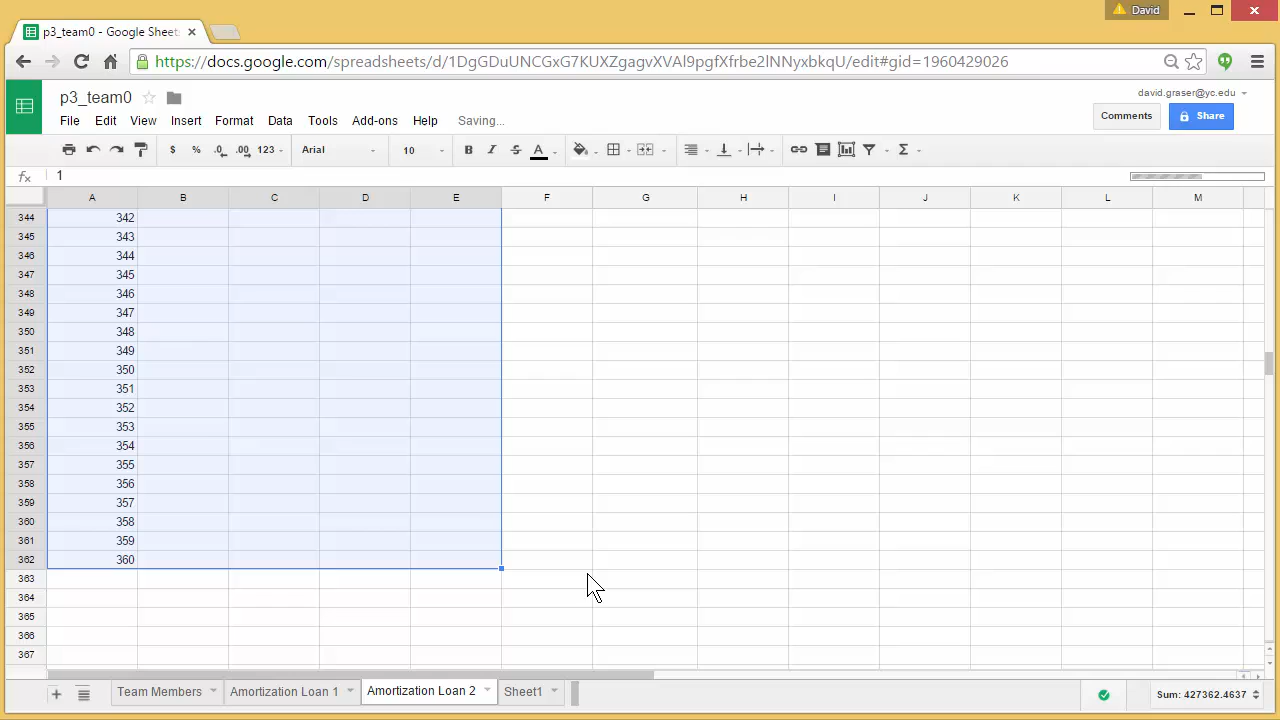 David
p3_team0 - Google Sheets
https://docs.google.com/spreadsheets/d/1DgGDuUNCGxG7KUXZgagvXVAl9pgfXfrbc2lNNyxbkqU/edit#gid=1960429026
p3_team0
david.graser@yc.edu
File Edit View Insert Format Data Tools Add-ons Help Saving...
Comments Share
$ % .0 .00 123 Arial 10 B I S A Σ
fx 1
A B C D E F G H I J K L M
344 342
345 343
346 344
347 345
348 346
349 347
350 348
351 349
352 350
353 351
354 352
355 353
356 354
357 355
358 356
359 357
360 358
361 359
362 360
363
364
365
366
367
Team Members Amortization Loan 1 Amortization Loan 2 Sheet1 Sum: 427362.4637